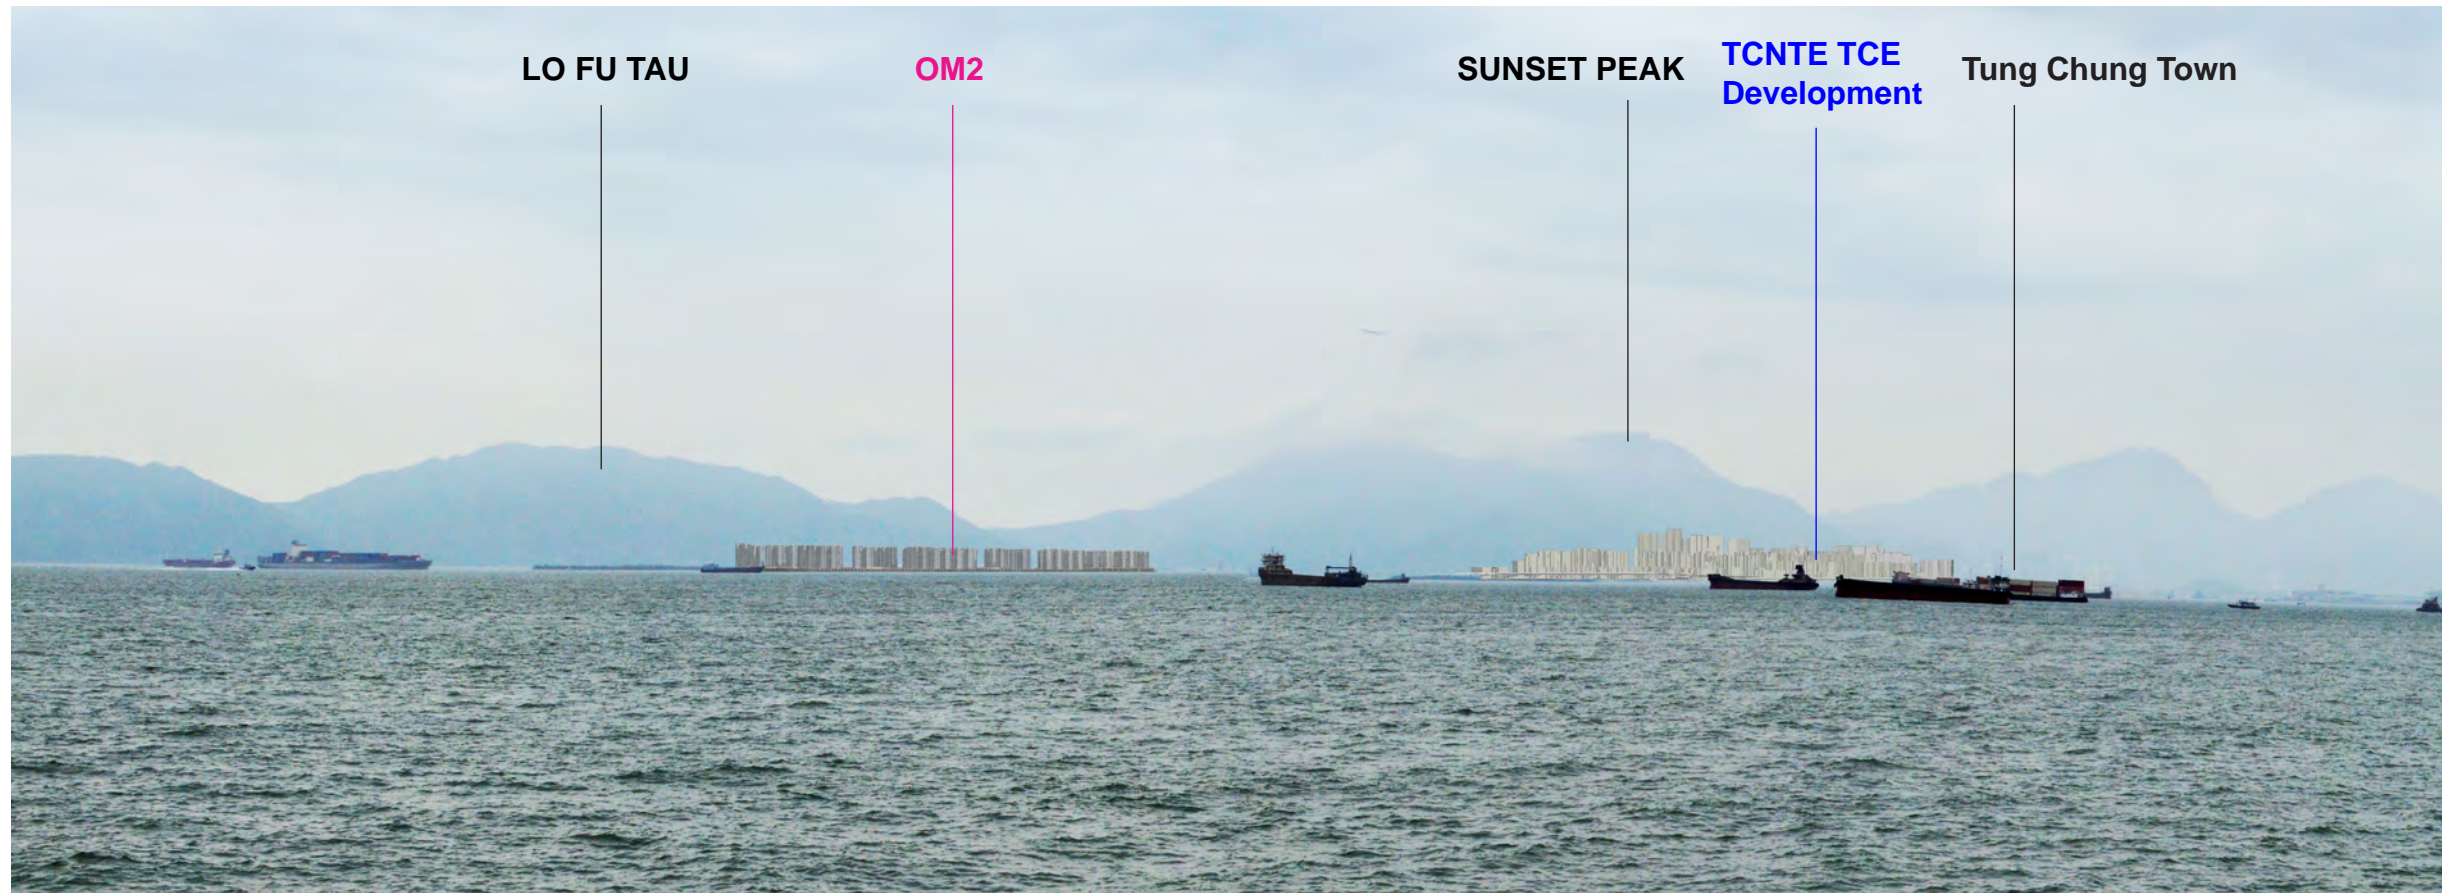 LO FU TAU
OM2
SUNSET PEAK
TCNTE TCE
Development
Tung Chung Town